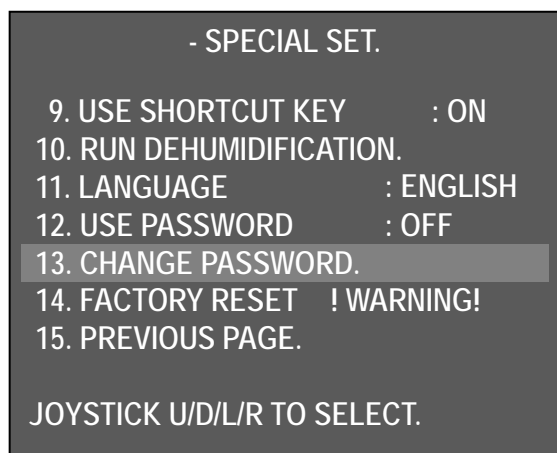 - SPECIAL SET.
9. USE SHORTCUT KEY : ON
10. RUN DEHUMIDIFICATION.
11. LANGUAGE : ENGLISH
12. USE PASSWORD : OFF
13. CHANGE PASSWORD.
14. FACTORY RESET ! WARNING!
15. PREVIOUS PAGE.
JOYSTICK U/D/L/R TO SELECT.